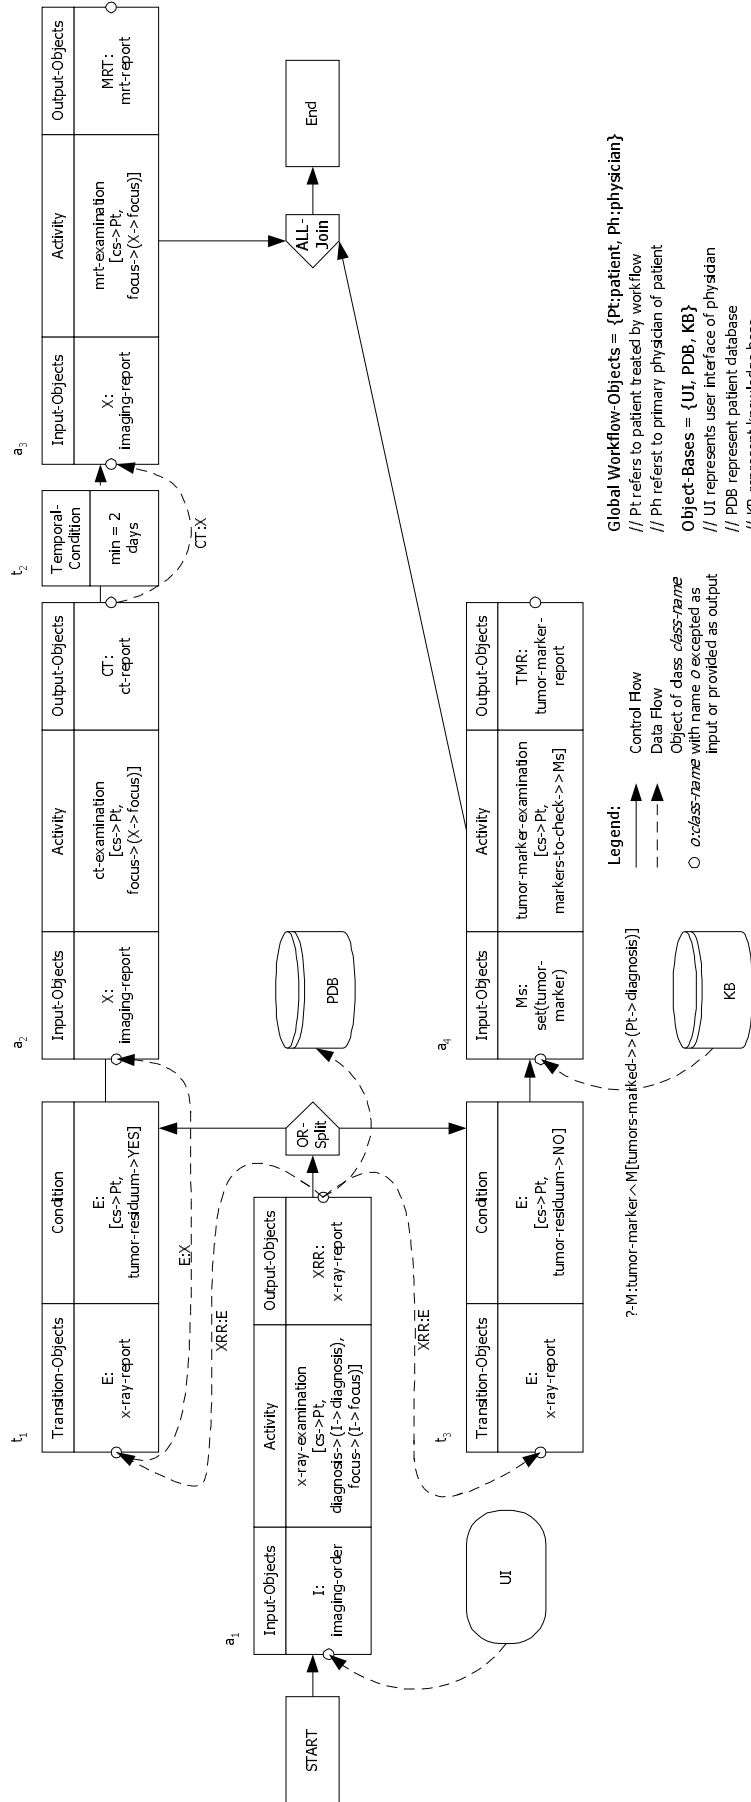 t1
Transition-Objects
Condition
E:
x-ray-report
E:
[cs->Pt,
tumor-residuum->YES]
a2
Input-Objects
Activity
Output-Objects
X:
imaging-report
ct-examination
[cs->Pt,
focus->(X->focus)]
CT:
ct-report
t2
Temporal-
Condition
min = 2
days
a3
Input-Objects
Activity
Output-Objects
X:
imaging-report
mrt-examination
[cs->Pt,
focus->(X->focus)]
MRT:
mrt-report
E:X
CT:X
XRR:E
START
a1
Input-Objects
Activity
Output-Objects
I:
imaging-order
x-ray-examination
[cs->Pt,
diagnosis->(I->diagnosis),
focus->(I->focus)]
XRR:
x-ray-report
OR-
Split
PDB
ALL-
Join
End
XRR:E
UI
t3
Transition-Objects
Condition
E:
x-ray-report
E:
[cs->Pt,
tumor-residuum->NO]
a4
Input-Objects
Activity
Output-Objects
Ms:
set(tumor-
marker)
tumor-marker-examination
[cs->Pt,
markers-to-check->>Ms]
TMR:
tumor-marker-
report
?-M:tumor-marker<M[tumors-marked->>(Pt->diagnosis)]
KB
Legend:
Control Flow
Data Flow
Object of class class-name
o:class-name with name o excepted as
input or provided as output
Global Workflow-Objects = {Pt:patient, Ph:physician}
// Pt refers to patient treated by workflow
// Ph referst to primary physician of patient
Object-Bases = {UI, PDB, KB}
// UI represents user interface of physician
// PDB represent patient database
// KB represent knowledge base